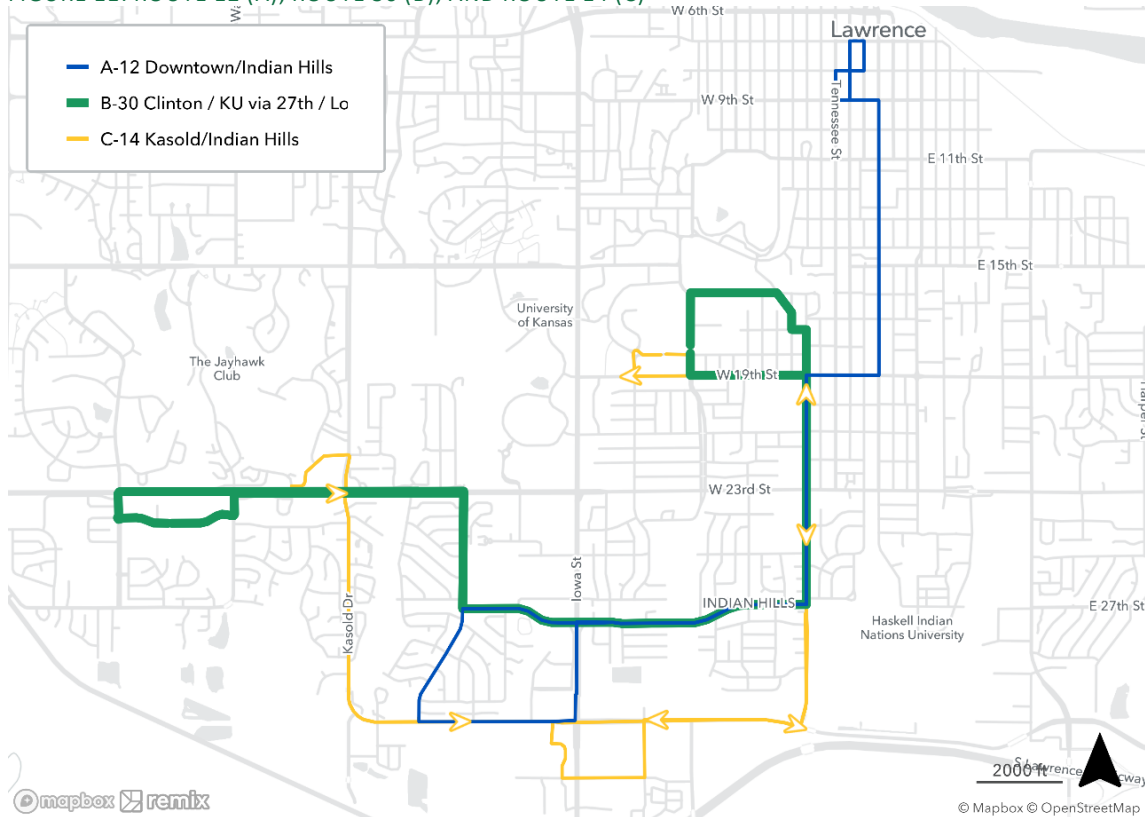 W 6th St
Lawrence
A-12 Downtown/Indian Hills
B-30 Clinton / KU via 27th / Lo
C-14 Kasold/Indian Hills
W 9th St
Tennessee St
E 11th St
E 15th St
University
of Kansas
The Jayhawk
Club
W 19th St
W 23rd St
Iowa St
INDIAN HILLS
E 27th St
Kasold Dr
Haskell Indian
Nations University
2000 ft
mapbox remix
© Mapbox © OpenStreetMap